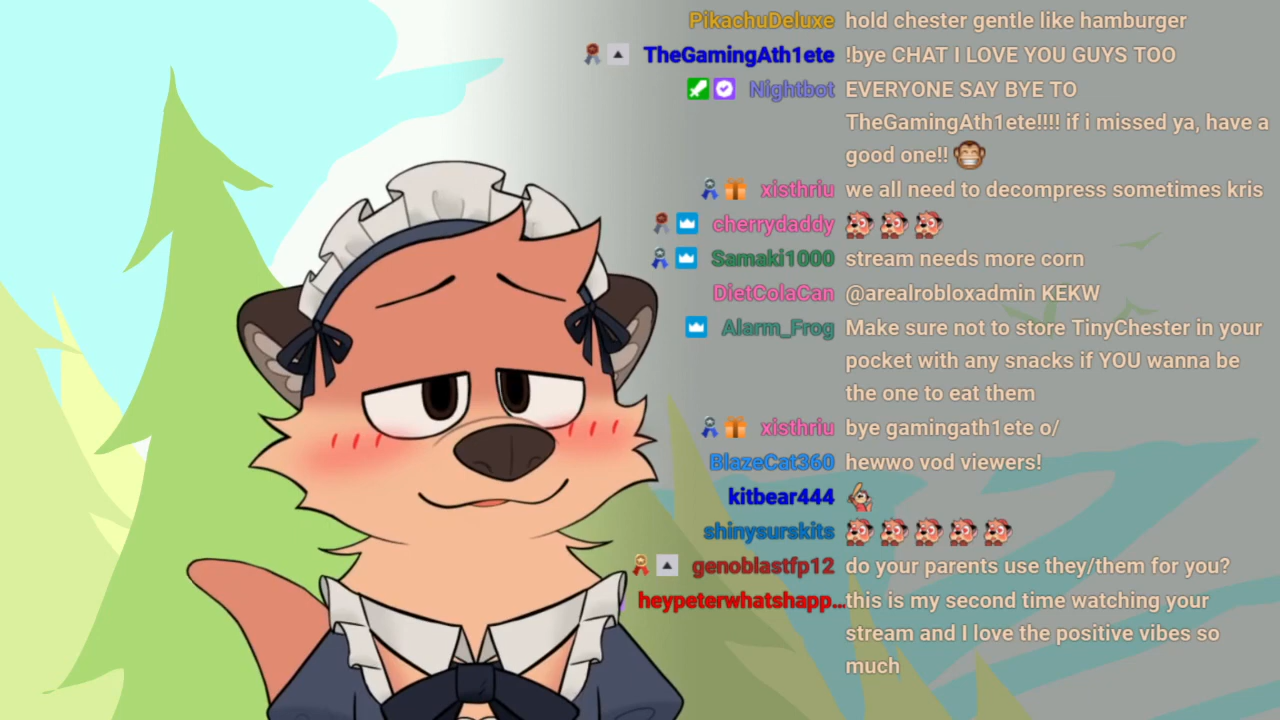 PikachuDeluxe hold chester gentle like hamburger
TheGamingAth1ete !bye CHAT I LOVE YOU GUYS TOO
Nightbot EVERYONE SAY BYE TO
TheGamingAth1ete!!!! if i missed ya, have a
good one!!
xisthriu we all need to decompress sometimes kris
cherrydaddy
Samaki1000 stream needs more corn
DietColaCan @arealrobloxadmin KEKW
Alarm_Frog Make sure not to store TinyChester in your
pocket with any snacks if YOU wanna be
the one to eat them
xisthriu bye gamingath1ete o/
BlazeCat360 hewwo vod viewers!
kitbear444
shinysurskits
genoblastfp12 do your parents use they/them for you?
heypeterwhatshapp... this is my second time watching your
stream and I love the positive vibes so
much